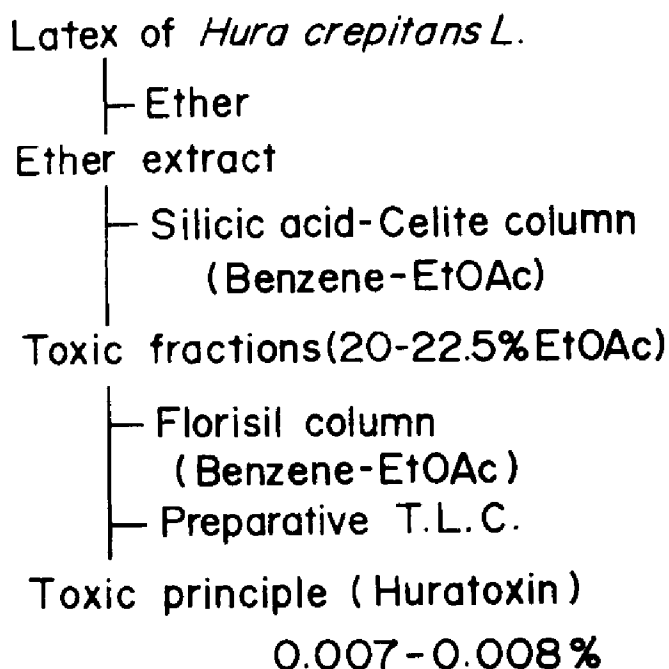 Latex of Hura crepitans L.
Ether
Ether extract
Silicic acid-Celite column
(Benzene-EtOAc)
Toxic fractions(20-22.5% EtOAc)
Florisil column
(Benzene-EtOAc)
Preparative T.L.C.
Toxic principle (Huratoxin)
0.007-0.008%